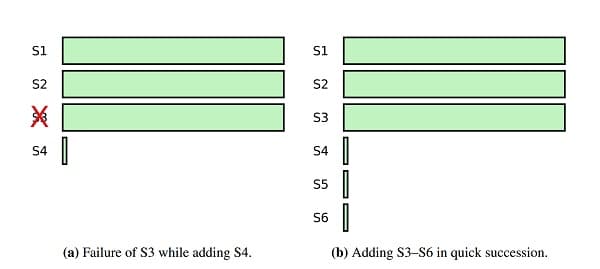 S1
S2
S3
S4
(a) Failure of S3 while adding S4.
S1
S2
S3
S4
S5
S6
(b) Adding S3–S6 in quick succession.